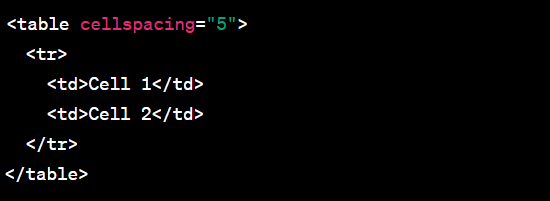 <table cellspacing="5">
  <tr>
    <td>Cell 1</td>
    <td>Cell 2</td>
  </tr>
</table>